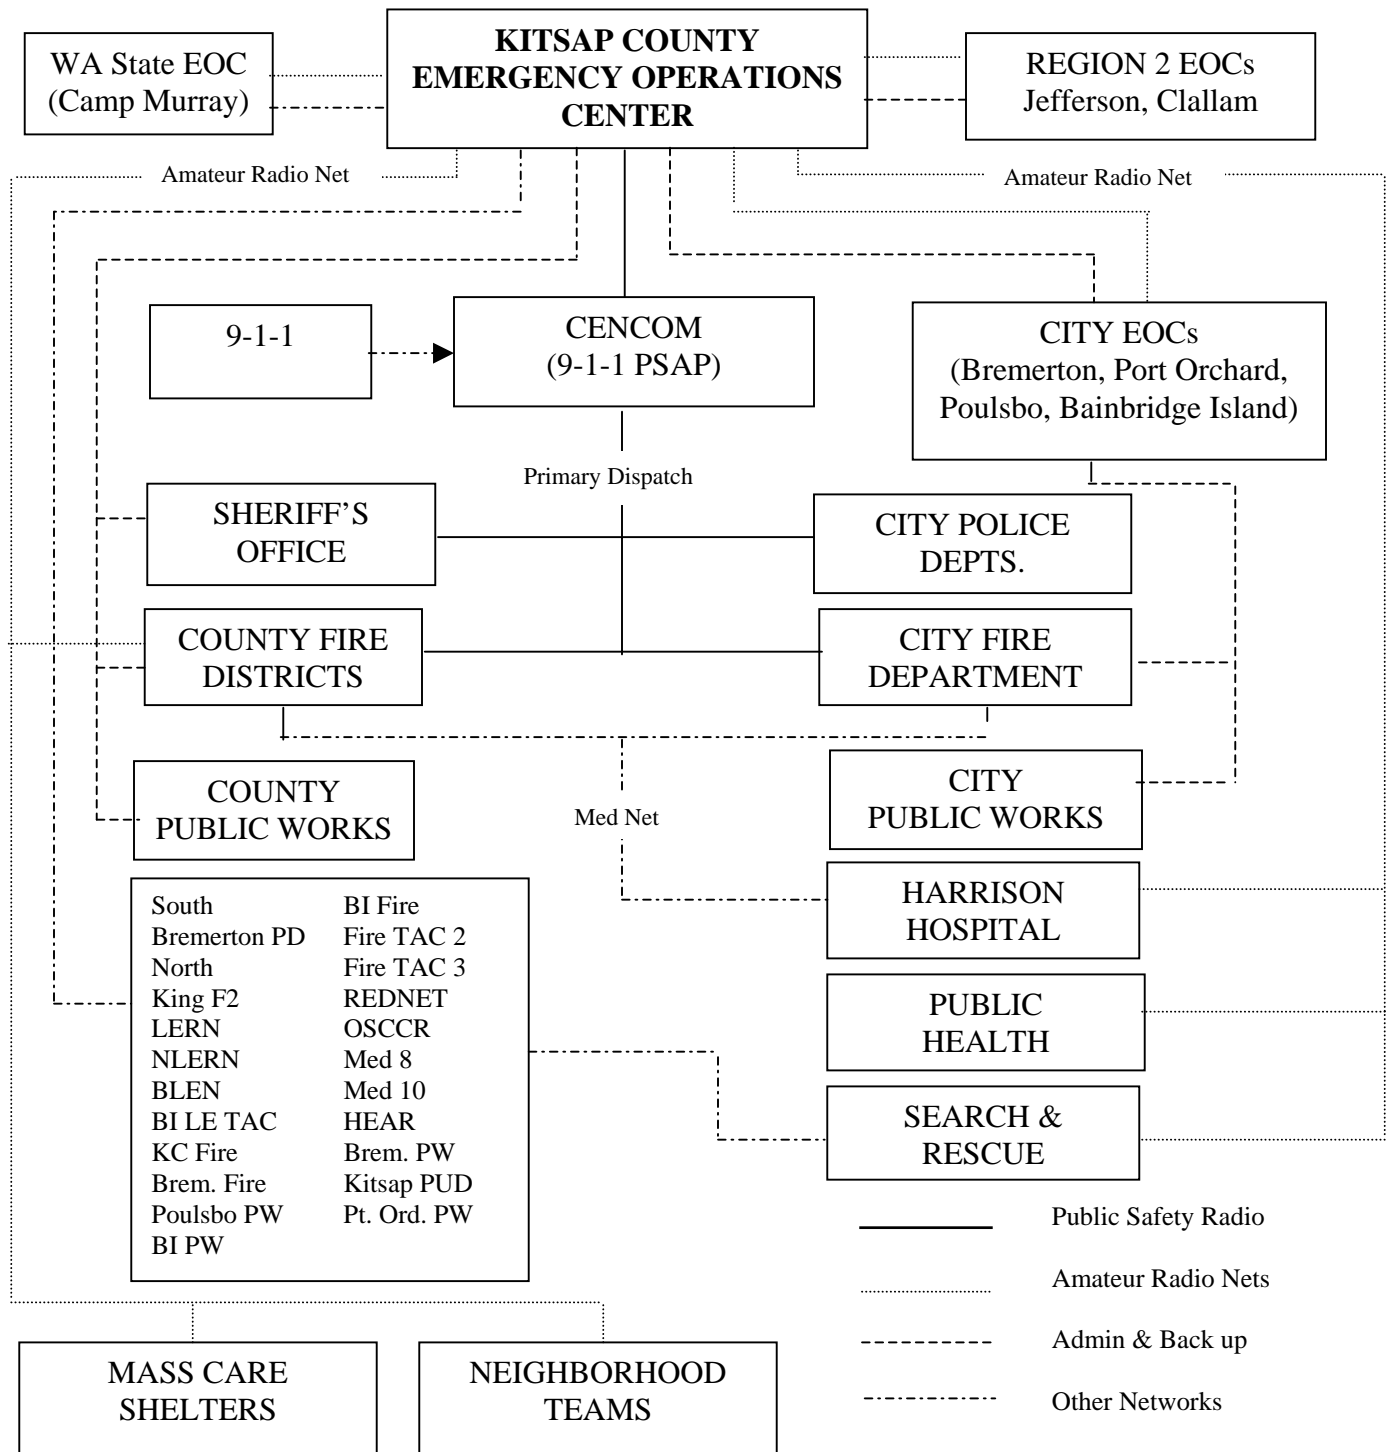 WA State EOC
(Camp Murray)
KITSAP COUNTY
EMERGENCY OPERATIONS
CENTER
REGION 2 EOCs
Jefferson, Clallam
Amateur Radio Net
Amateur Radio Net
9-1-1
CENCOM
(9-1-1 PSAP)
CITY EOCs
(Bremerton, Port Orchard,
Poulsbo, Bainbridge Island)
Primary Dispatch
SHERIFF'S
OFFICE
CITY POLICE
DEPTS.
COUNTY FIRE
DISTRICTS
CITY FIRE
DEPARTMENT
COUNTY
PUBLIC WORKS
Med Net
CITY
PUBLIC WORKS
South
Bremerton PD
North
King F2
LERN
NLERN
BLEN
BI LE TAC
KC Fire
Brem. Fire
Poulsbo PW
BI PW
BI Fire
Fire TAC 2
Fire TAC 3
REDNET
OSCCR
Med 8
Med 10
HEAR
Brem. PW
Kitsap PUD
Pt. Ord. PW
HARRISON
HOSPITAL
PUBLIC
HEALTH
SEARCH &
RESCUE
Public Safety Radio
Amateur Radio Nets
Admin & Back up
Other Networks
MASS CARE
SHELTERS
NEIGHBORHOOD
TEAMS